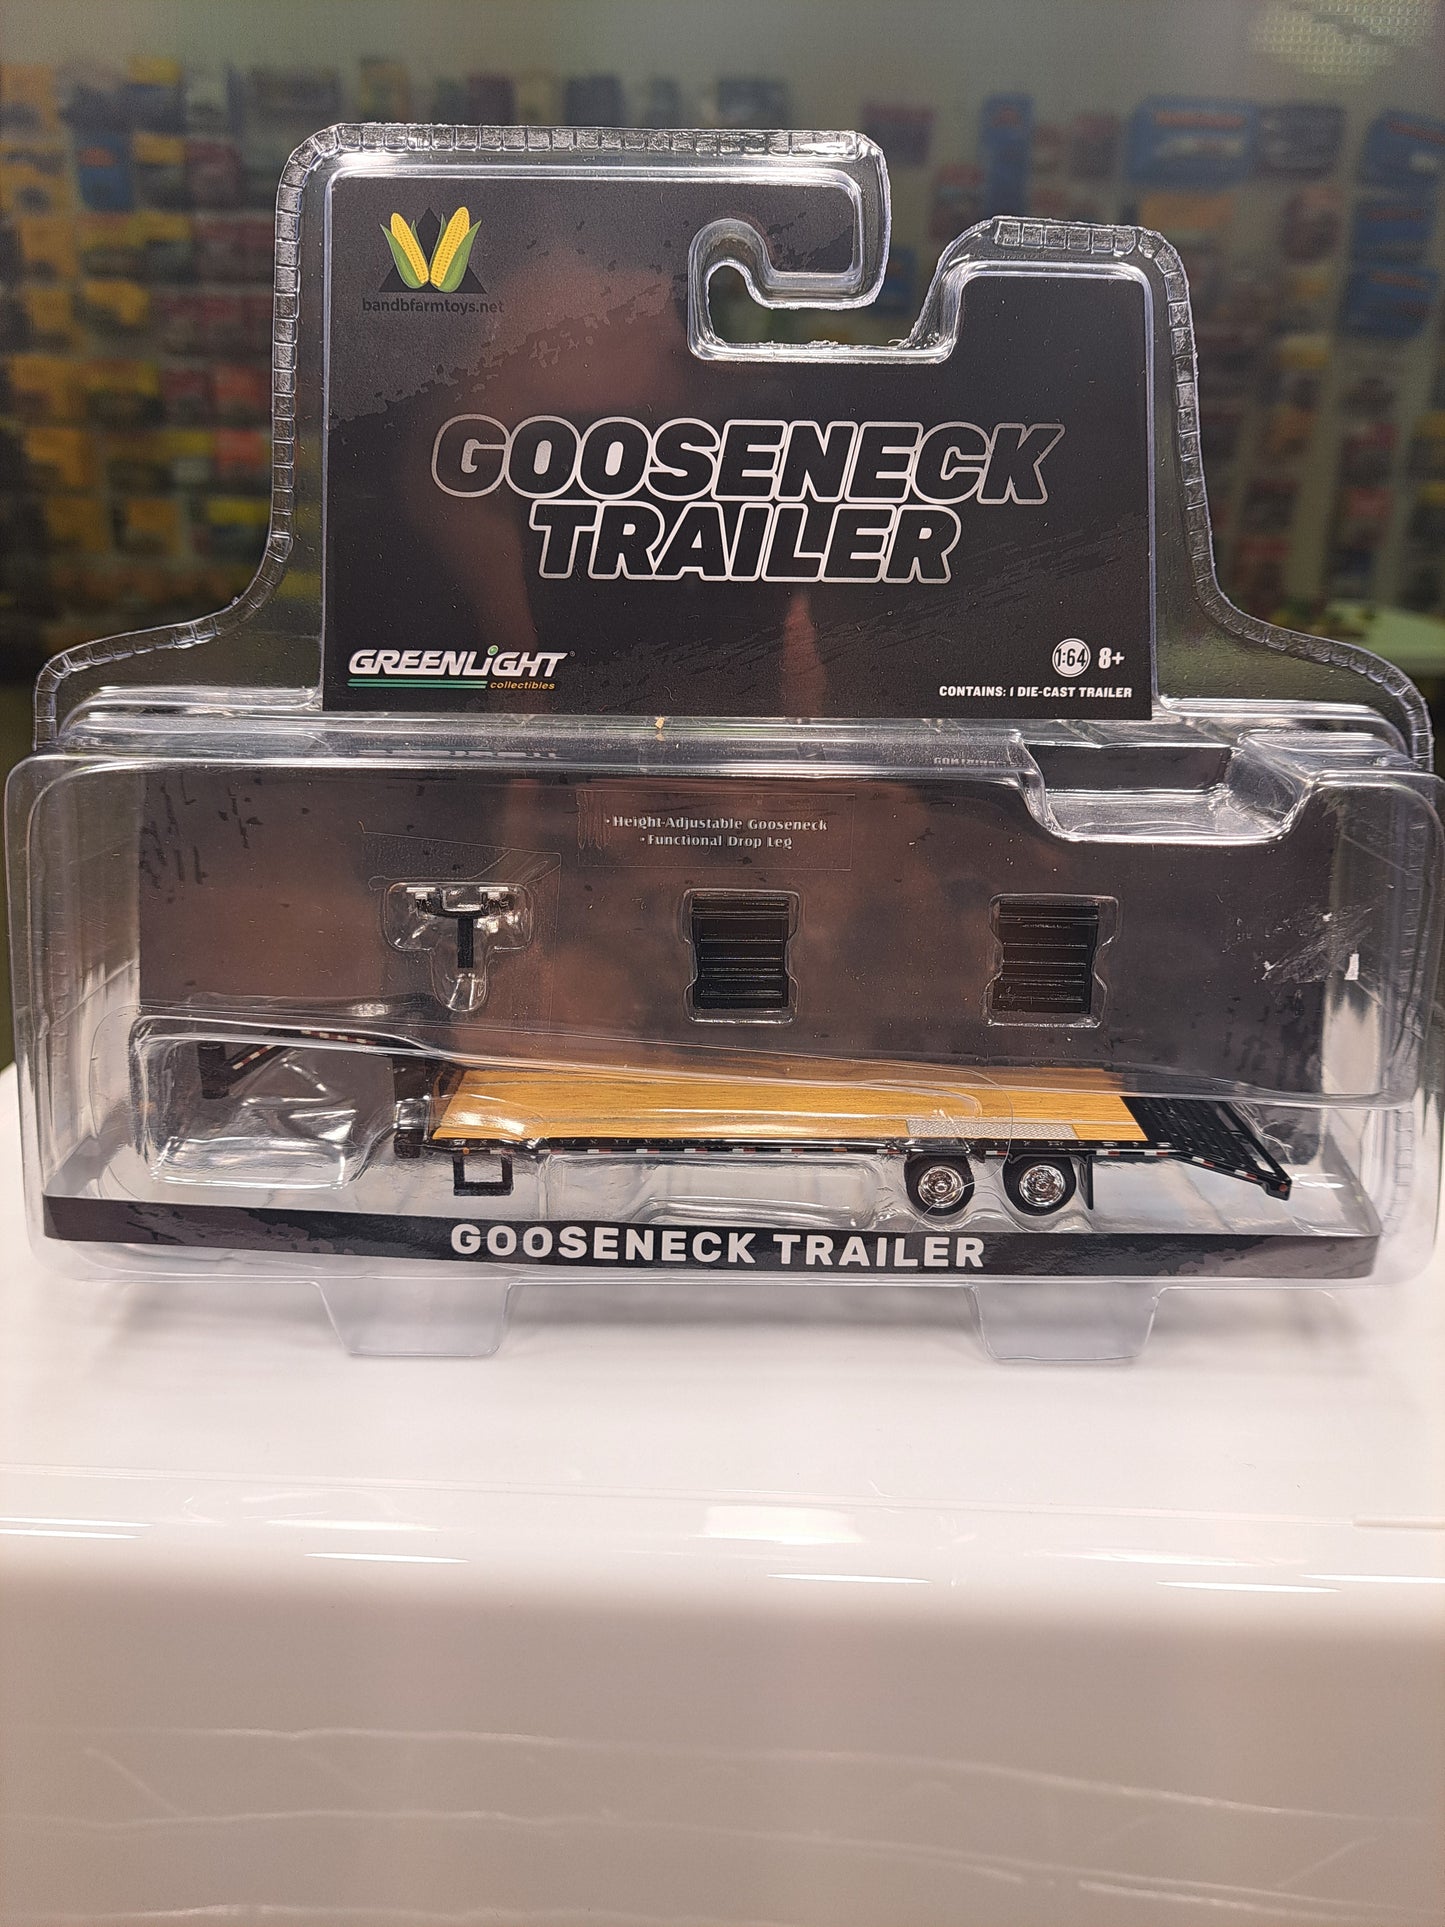 bandbfarmtoys.net
GOOSENECK
TRAILER
GREENLiGHT
collectibles
1:64 8+
CONTAINS: 1 DIE-CAST TRAILER
• Height-Adjustable Gooseneck
• Functional Drop Leg
GOOSENECK TRAILER